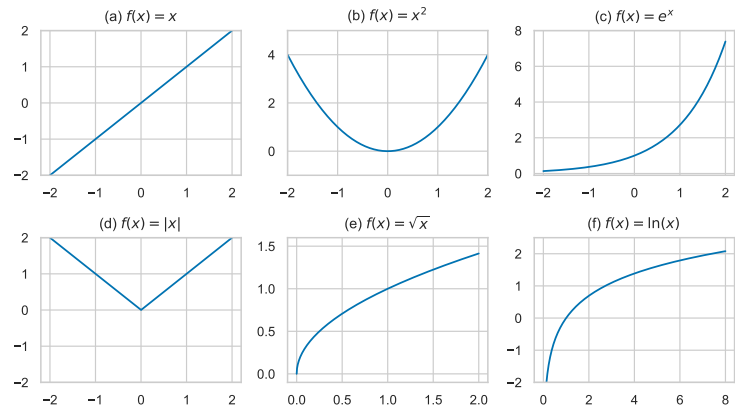 (a) f(x) = x
2
1
0
−1
−2
−2 −1 0 1 2
(b) f(x) = x²
4
2
0
−2 −1 0 1 2
(c) f(x) = eˣ
8
6
4
2
0
−2 −1 0 1 2
(d) f(x) = |x|
2
1
0
−1
−2
−2 −1 0 1 2
(e) f(x) = √x
1.5
1.0
0.5
0.0
0.0 0.5 1.0 1.5 2.0
(f) f(x) = ln(x)
2
1
0
−1
−2
0 2 4 6 8